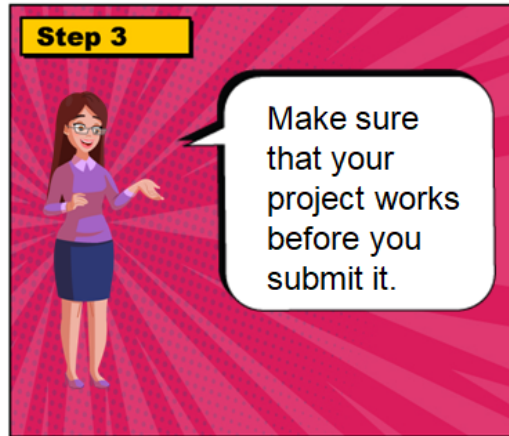 Step 3
Make sure
that your
project works
before you
submit it.